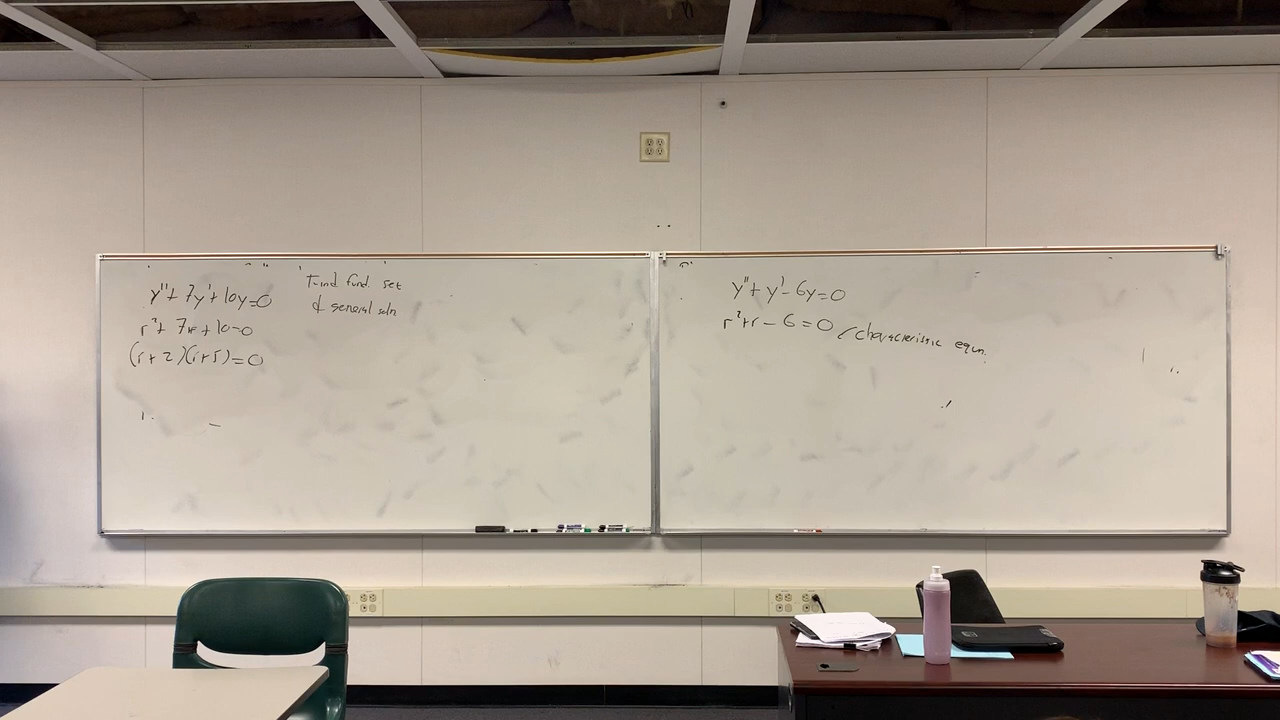 y''+7y'+10y=0
Find fund. set
& general soln
r²+7r+10=0
(r+2)(r+5)=0
y''+y'-6y=0
r²+r-6=0
characteristic eqn.